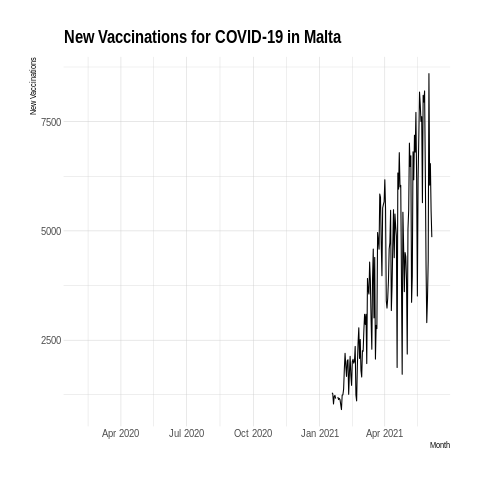 New Vaccinations for COVID-19 in Malta
New Vaccinations
7500
5000
2500
Apr 2020 Jul 2020 Oct 2020 Jan 2021 Apr 2021
Month